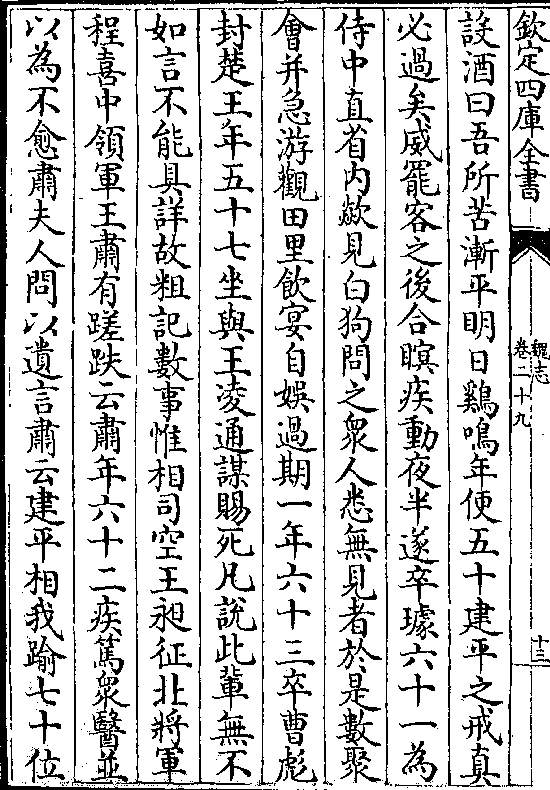 欽定四庫全書
魏志
卷二十九
十三
設酒曰吾所苦漸平明日鷄鳴年便五十建平之戒真
必過矣威罷客之後合瞑疾動夜半遂卒璩六十一為
侍中直省内歘見白狗問之衆人悉無見者於是數聚
會并急游觀田里飲宴自娛過期一年六十三卒曹彪
封楚王年五十七坐與王凌通謀賜死凡說此輩無不
如言不能具詳故粗記數事惟相司空王昶征北將軍
程喜中領軍王肅有蹉跌云肅年六十二疾篤衆醫並
以為不愈肅夫人問以遺言肅云建平相我踰七十位